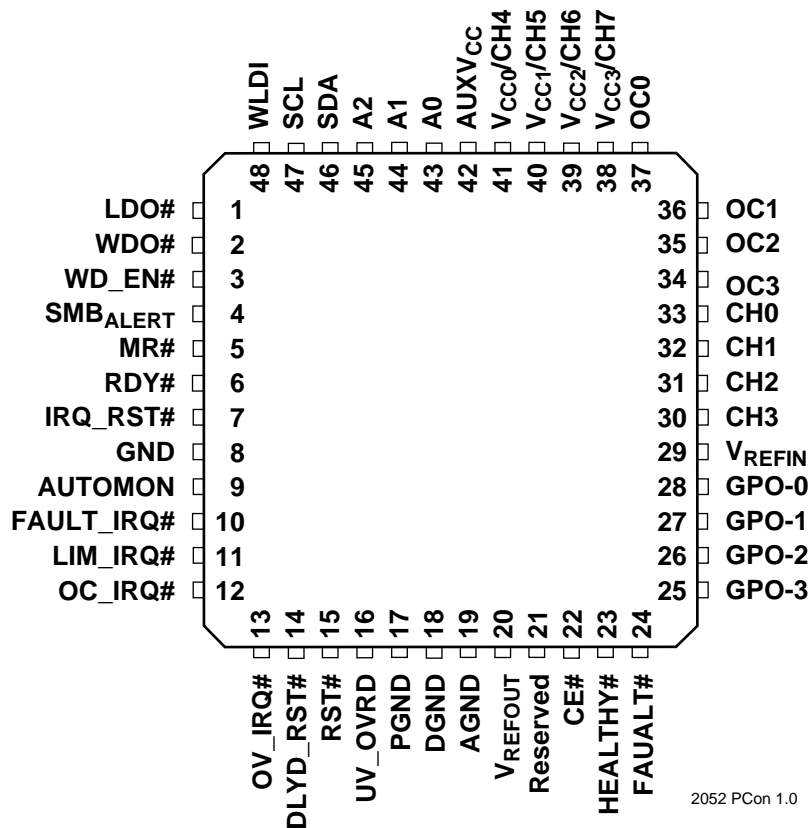 WLDI
SCL
SDA
A2
A1
A0
AUXVCC
VCC0/CH4
VCC1/CH5
VCC2/CH6
VCC3/CH7
OC0
48 47 46 45 44 43 42 41 40 39 38 37
LDO# 1 36 OC1
WDO# 2 35 OC2
WD_EN# 3 34 OC3
SMBALERT 4 33 CH0
MR# 5 32 CH1
RDY# 6 31 CH2
IRQ_RST# 7 30 CH3
GND 8 29 VREFIN
AUTOMON 9 28 GPO-0
FAULT_IRQ# 10 27 GPO-1
LIM_IRQ# 11 26 GPO-2
OC_IRQ# 12 25 GPO-3
13 14 15 16 17 18 19 20 21 22 23 24
OV_IRQ#
DLYD_RST#
RST#
UV_OVRD
PGND
DGND
AGND
VREFOUT
Reserved
CE#
HEALTHY#
FAUALT#
2052 PCon 1.0